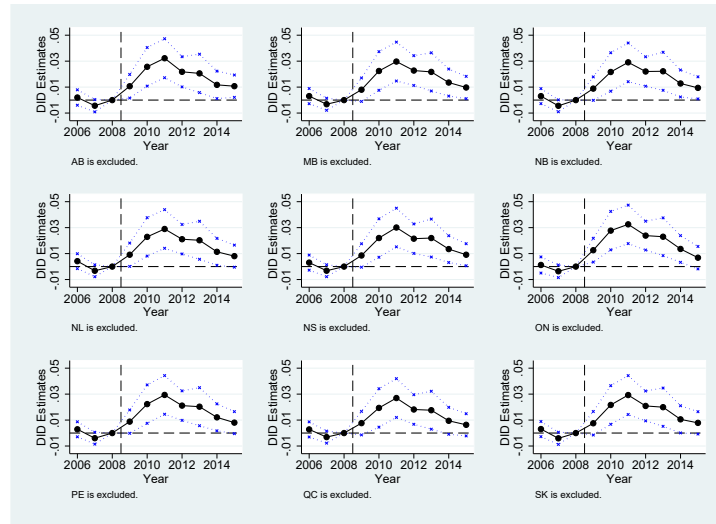 DID Estimates
-.01 .01 .03 .05
2006 2008 2010 2012 2014
Year
AB is excluded.
DID Estimates
-.01 .01 .03 .05
2006 2008 2010 2012 2014
Year
MB is excluded.
DID Estimates
-.01 .01 .03 .05
2006 2008 2010 2012 2014
Year
NB is excluded.
DID Estimates
-.01 .01 .03 .05
2006 2008 2010 2012 2014
Year
NL is excluded.
DID Estimates
-.01 .01 .03 .05
2006 2008 2010 2012 2014
Year
NS is excluded.
DID Estimates
-.01 .01 .03 .05
2006 2008 2010 2012 2014
Year
ON is excluded.
DID Estimates
-.01 .01 .03 .05
2006 2008 2010 2012 2014
Year
PE is excluded.
DID Estimates
-.01 .01 .03 .05
2006 2008 2010 2012 2014
Year
QC is excluded.
DID Estimates
-.01 .01 .03 .05
2006 2008 2010 2012 2014
Year
SK is excluded.